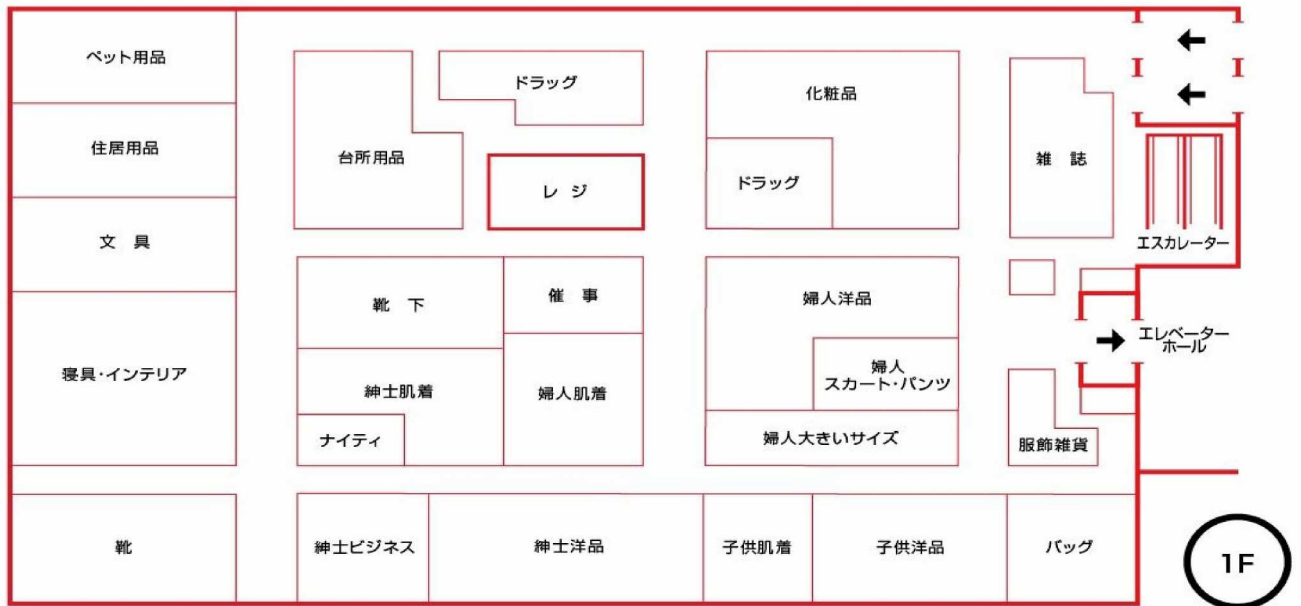 ペット用品
ドラッグ
化粧品
住居用品
台所用品
雑 誌
レ ジ
ドラッグ
文 具
エスカレーター
靴 下
催 事
婦人洋品
エレベーター
ホール
寝具・インテリア
紳士肌着
婦人肌着
婦人
スカート・パンツ
ナイティ
婦人大きいサイズ
服飾雑貨
靴
紳士ビジネス
紳士洋品
子供肌着
子供洋品
バッグ
1F